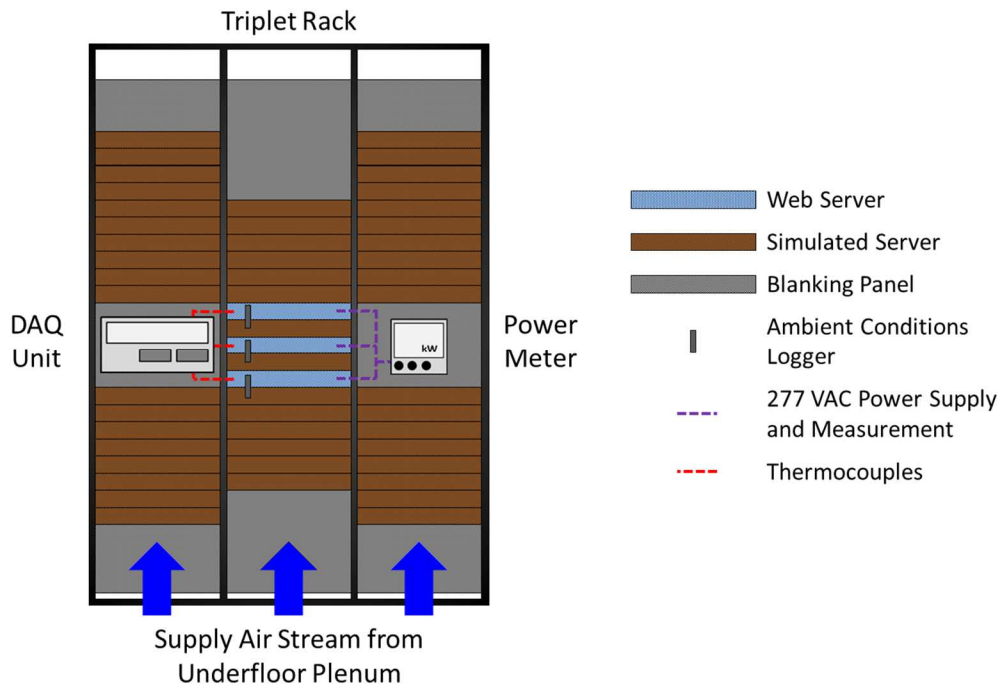 Triplet Rack
DAQ
Unit
kW
Power
Meter
Web Server
Simulated Server
Blanking Panel
Ambient Conditions
Logger
277 VAC Power Supply
and Measurement
Thermocouples
Supply Air Stream from
Underfloor Plenum